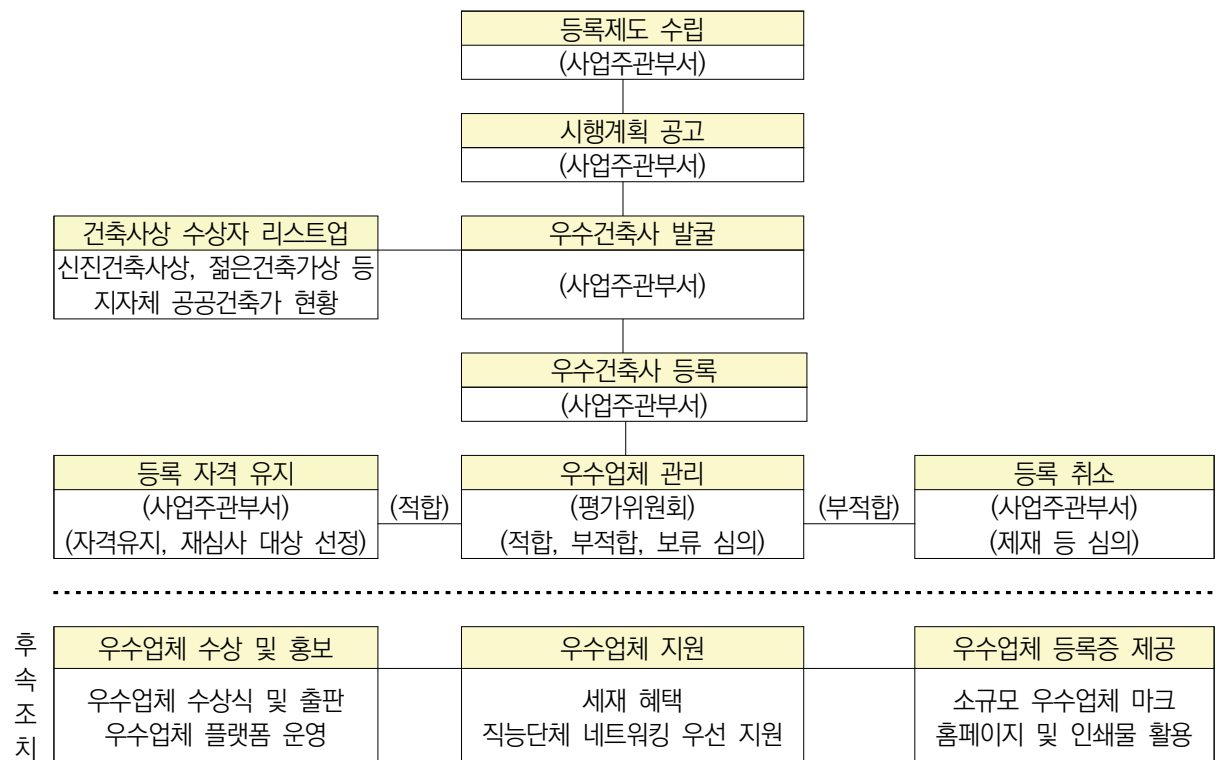 등록제도 수립
(사업주관부서)
시행계획 공고
(사업주관부서)
건축사상 수상자 리스트업
신진건축사상, 젊은건축가상 등
지자체 공공건축가 현황
우수건축사 발굴
(사업주관부서)
우수건축사 등록
(사업주관부서)
등록 자격 유지
(사업주관부서)
(자격유지, 재심사 대상 선정)
(적합)
우수업체 관리
(평가위원회)
(적합, 부적합, 보류 심의)
(부적합)
등록 취소
(사업주관부서)
(제재 등 심의)
후속조치
우수업체 수상 및 홍보
우수업체 수상식 및 출판
우수업체 플랫폼 운영
우수업체 지원
세재 혜택
직능단체 네트워킹 우선 지원
우수업체 등록증 제공
소규모 우수업체 마크
홈페이지 및 인쇄물 활용